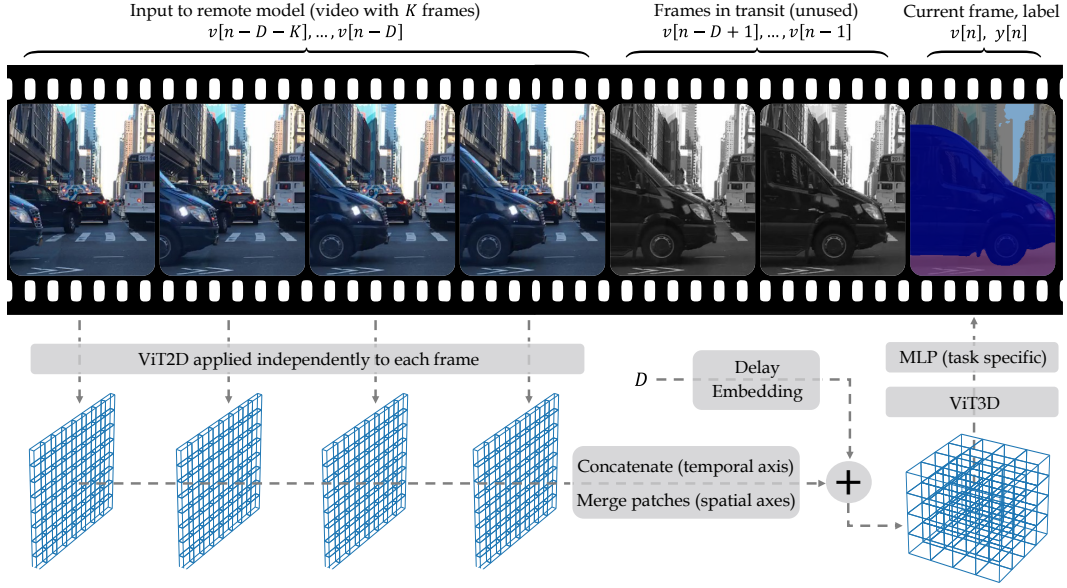 Input to remote model (video with K frames)
v[n − D − K], … , v[n − D]
Frames in transit (unused)
v[n − D + 1], … , v[n − 1]
Current frame, label
v[n], y[n]
ViT2D applied independently to each frame
D
Delay
Embedding
MLP (task specific)
ViT3D
Concatenate (temporal axis)
Merge patches (spatial axes)
+